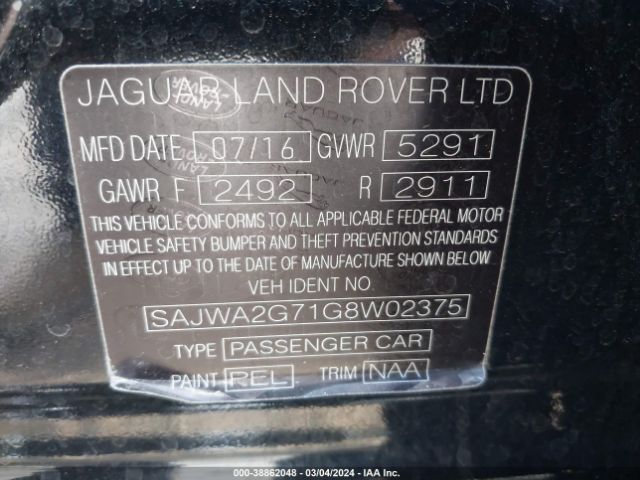 JAGUAR LAND ROVER LTD
MFD DATE 07/16 GVWR 5291
GAWR F 2492 R 2911
THIS VEHICLE CONFORMS TO ALL APPLICABLE FEDERAL MOTOR
VEHICLE SAFETY BUMPER AND THEFT PREVENTION STANDARDS
IN EFFECT UP TO THE DATE OF MANUFACTURE SHOWN BELOW.
VEH IDENT NO.
SAJWA2G71G8W02375
TYPE PASSENGER CAR
PAINT PEL TRIM NAA
000-38862048 - 03/04/2024 - IAA Inc.